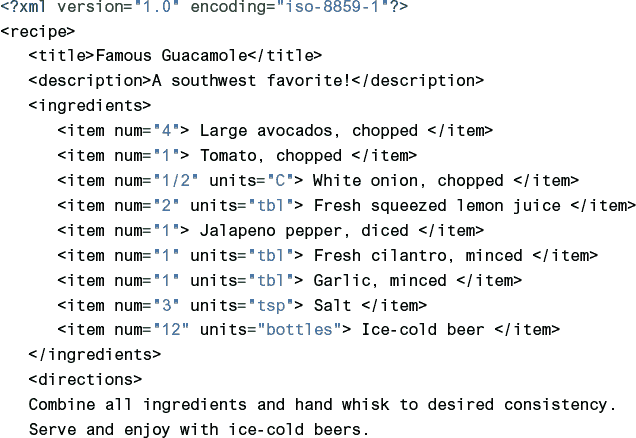 <?xml version="1.0" encoding="iso-8859-1"?>
<recipe>
<title>Famous Guacamole</title>
<description>A southwest favorite!</description>
<ingredients>
<item num="4"> Large avocados, chopped </item>
<item num="1"> Tomato, chopped </item>
<item num="1/2" units="C"> White onion, chopped </item>
<item num="2" units="tbl"> Fresh squeezed lemon juice </item>
<item num="1"> Jalapeno pepper, diced </item>
<item num="1" units="tbl"> Fresh cilantro, minced </item>
<item num="1" units="tbl"> Garlic, minced </item>
<item num="3" units="tsp"> Salt </item>
<item num="12" units="bottles"> Ice-cold beer </item>
</ingredients>
<directions>
Combine all ingredients and hand whisk to desired consistency.
Serve and enjoy with ice-cold beers.